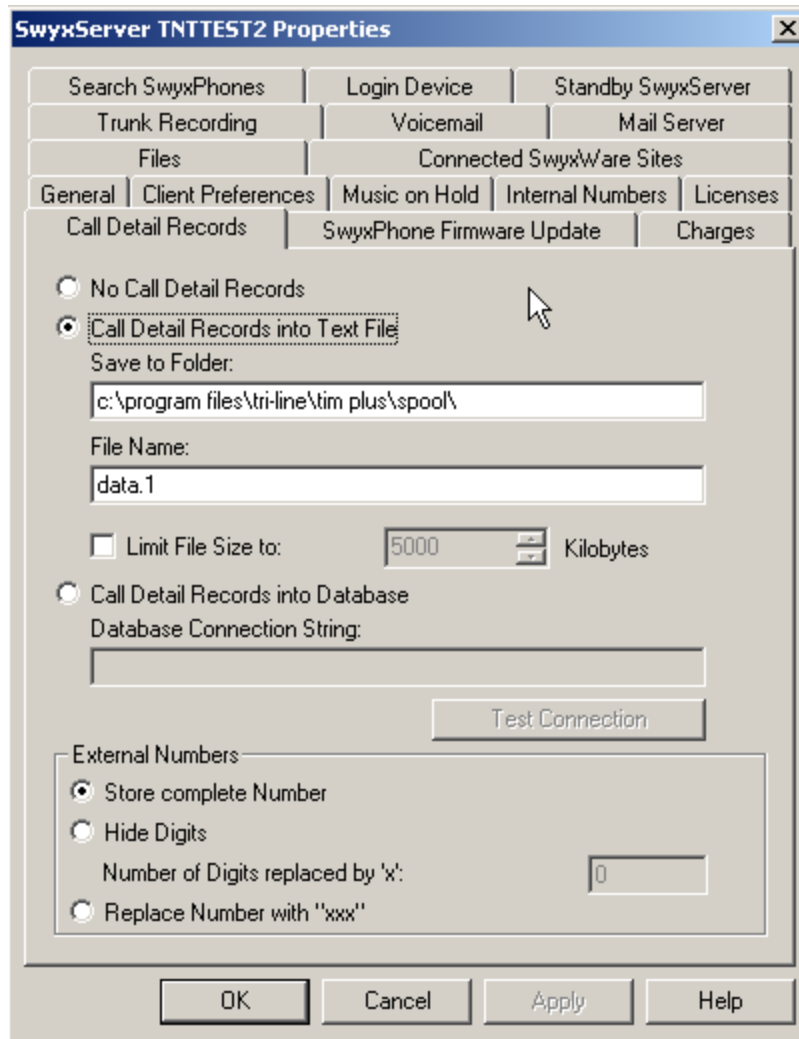 SwyxServer TNTTEST2 Properties
Search SwyxPhones Login Device Standby SwyxServer
Trunk Recording Voicemail Mail Server
Files Connected SwyxWare Sites
General Client Preferences Music on Hold Internal Numbers Licenses
Call Detail Records SwyxPhone Firmware Update Charges
No Call Detail Records
Call Detail Records into Text File
Save to Folder:
c:\program files\tri-line\tim plus\spool\
File Name:
data.1
Limit File Size to: 5000 Kilobytes
Call Detail Records into Database
Database Connection String:
Test Connection
External Numbers
Store complete Number
Hide Digits
Number of Digits replaced by 'x': 0
Replace Number with "xxx"
OK Cancel Apply Help